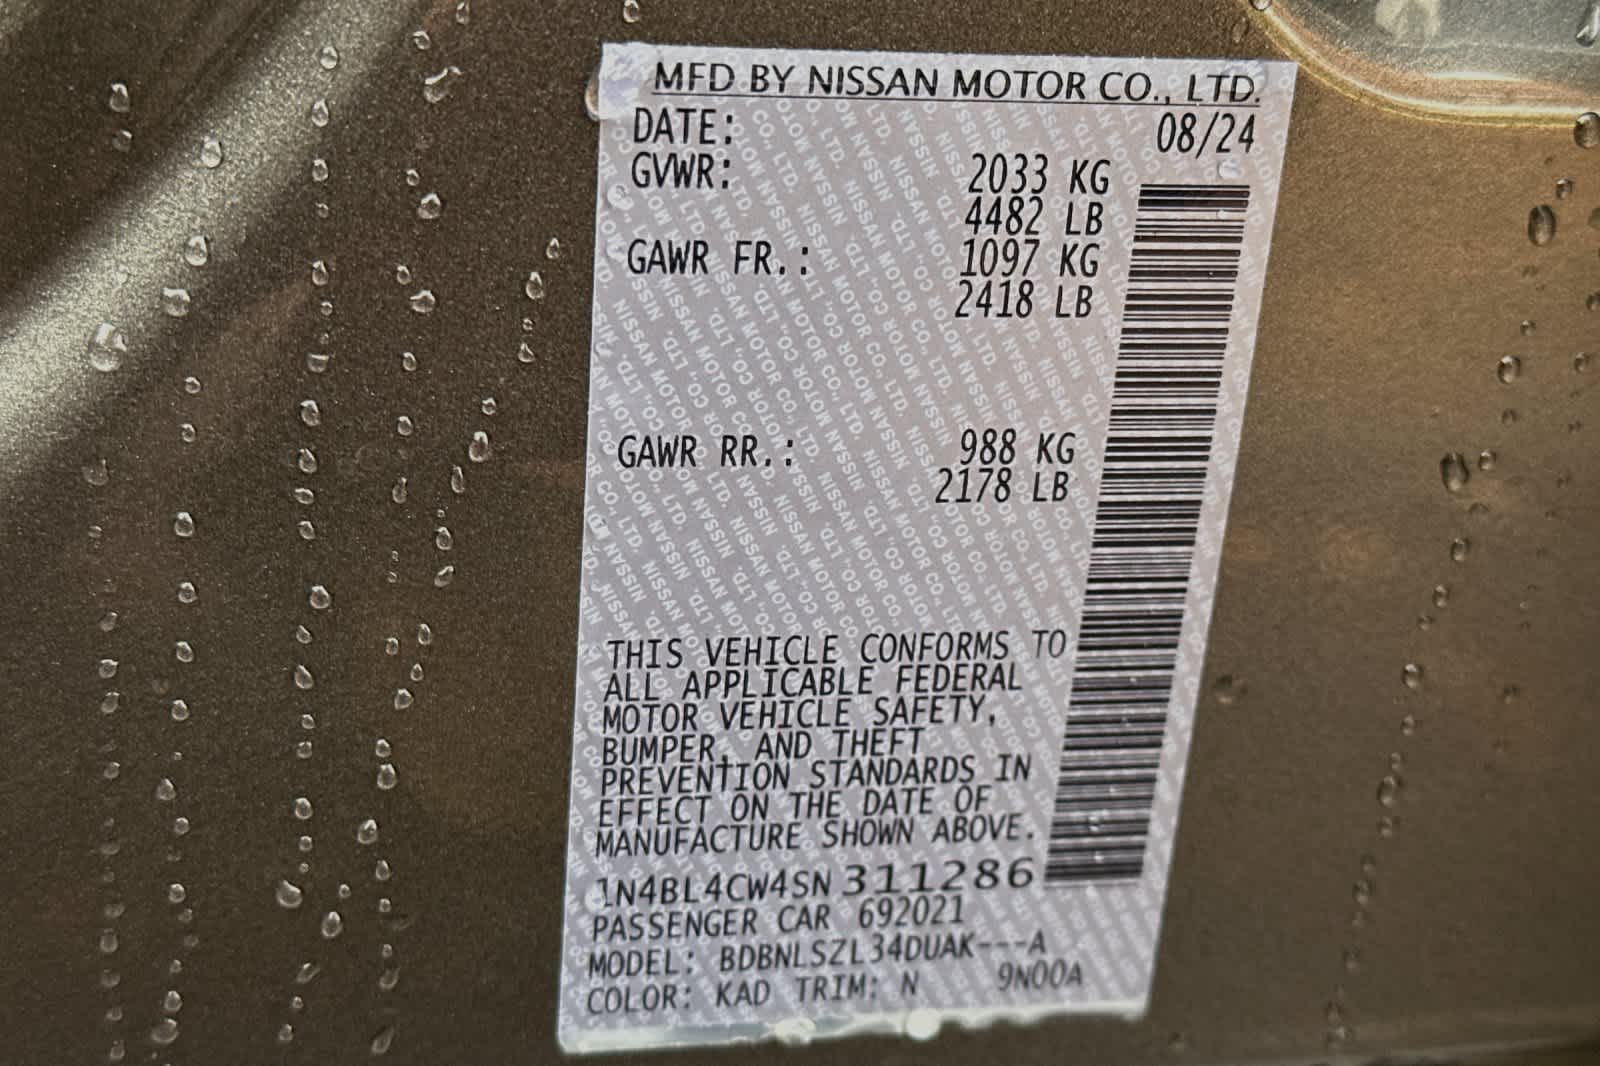 MFD BY NISSAN MOTOR CO., LTD.
DATE: 08/24
GVWR: 2033 KG
4482 LB
GAWR FR.: 1097 KG
2418 LB
GAWR RR.: 988 KG
2178 LB
THIS VEHICLE CONFORMS TO
ALL APPLICABLE FEDERAL
MOTOR VEHICLE SAFETY,
BUMPER, AND THEFT
PREVENTION STANDARDS IN
EFFECT ON THE DATE OF
MANUFACTURE SHOWN ABOVE.
1N4BL4CW4SN311286
PASSENGER CAR 692021
MODEL: BDBNLSZL34DUAK---A
COLOR: KAD TRIM: N 9N00A